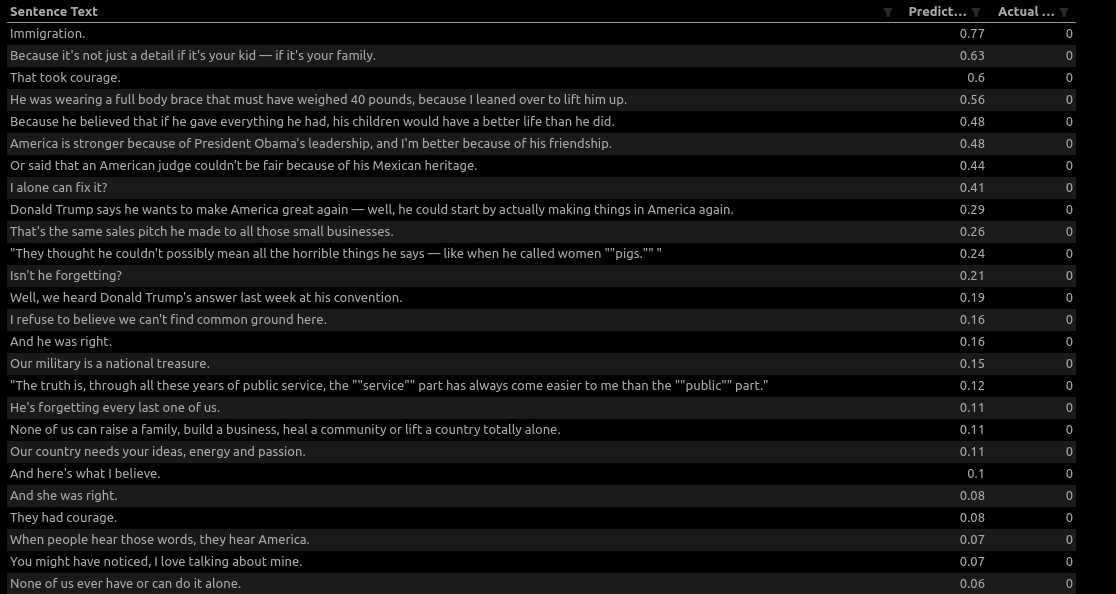 Sentence Text Predict... Actual ...
Immigration. 0.77 0
Because it's not just a detail if it's your kid — if it's your family. 0.63 0
That took courage. 0.6 0
He was wearing a full body brace that must have weighed 40 pounds, because I leaned over to lift him up. 0.56 0
Because he believed that if he gave everything he had, his children would have a better life than he did. 0.48 0
America is stronger because of President Obama's leadership, and I'm better because of his friendship. 0.48 0
Or said that an American judge couldn't be fair because of his Mexican heritage. 0.44 0
I alone can fix it? 0.41 0
Donald Trump says he wants to make America great again — well, he could start by actually making things in America again. 0.29 0
That's the same sales pitch he made to all those small businesses. 0.26 0
"They thought he couldn't possibly mean all the horrible things he says — like when he called women ""pigs."" " 0.24 0
Isn't he forgetting? 0.21 0
Well, we heard Donald Trump's answer last week at his convention. 0.19 0
I refuse to believe we can't find common ground here. 0.16 0
And he was right. 0.16 0
Our military is a national treasure. 0.15 0
"The truth is, through all these years of public service, the ""service"" part has always come easier to me than the ""public"" part." 0.12 0
He's forgetting every last one of us. 0.11 0
None of us can raise a family, build a business, heal a community or lift a country totally alone. 0.11 0
Our country needs your ideas, energy and passion. 0.11 0
And here's what I believe. 0.1 0
And she was right. 0.08 0
They had courage. 0.08 0
When people hear those words, they hear America. 0.07 0
You might have noticed, I love talking about mine. 0.07 0
None of us ever have or can do it alone. 0.06 0